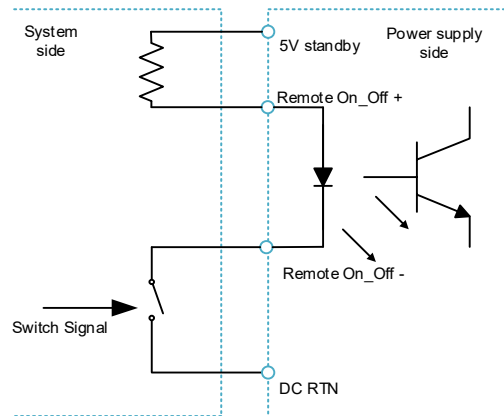 System
side
5V standby
Power supply
side
Remote On_Off +
Remote On_Off -
Switch Signal
DC RTN